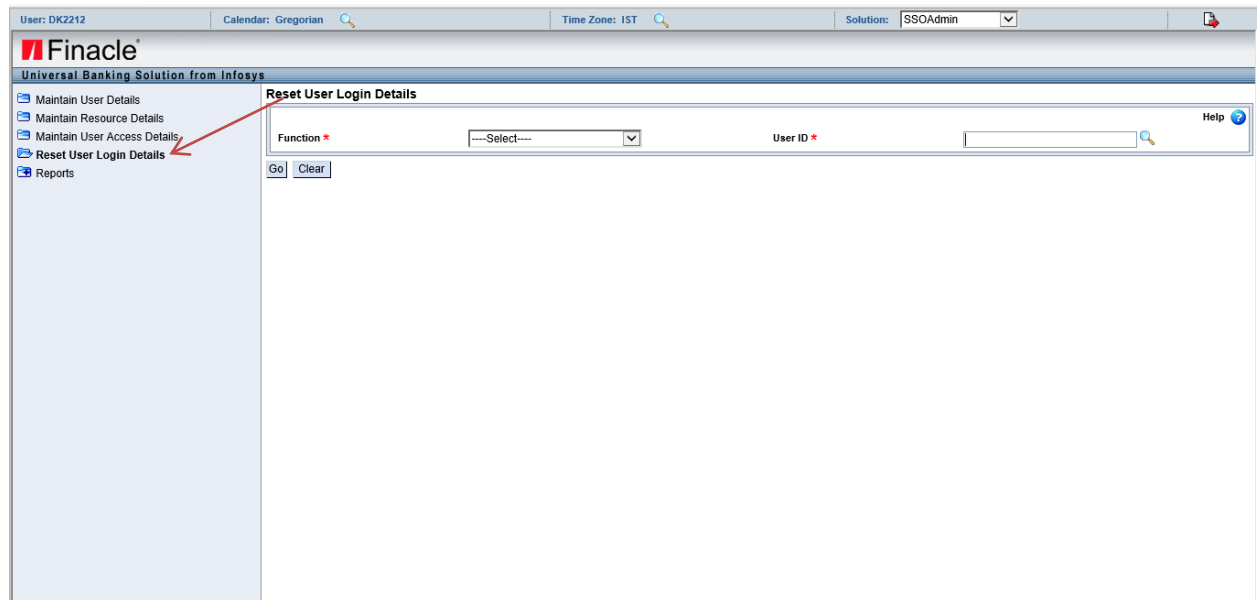 User: DK2212 Calendar: Gregorian Time Zone: IST Solution: SSOAdmin
Finacle
Universal Banking Solution from Infosys
Maintain User Details
Maintain Resource Details
Maintain User Access Details
Reset User Login Details
Reports
Reset User Login Details
Help ?
Function * ----Select---- User ID *
Go Clear